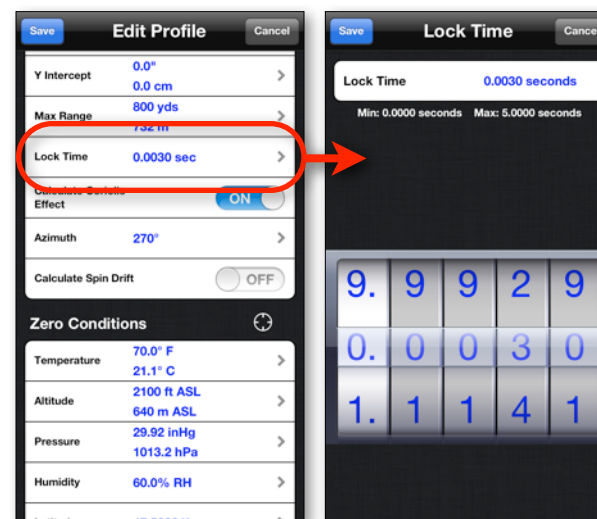 Save Edit Profile Cancel
Y Intercept 0.0"
0.0 cm
Max Range 800 yds
732 m
Lock Time 0.0030 sec
Effect ON
Azimuth 270°
Calculate Spin Drift OFF
Zero Conditions
Temperature 70.0° F
21.1° C
Altitude 2100 ft ASL
640 m ASL
Pressure 29.92 inHg
1013.2 hPa
Humidity 60.0% RH
Save Lock Time Cance
Lock Time 0.0030 seconds
Min: 0.0000 seconds Max: 5.0000 seconds
9. 9 9 2 9
0. 0 0 3 0
1. 1 1 4 1